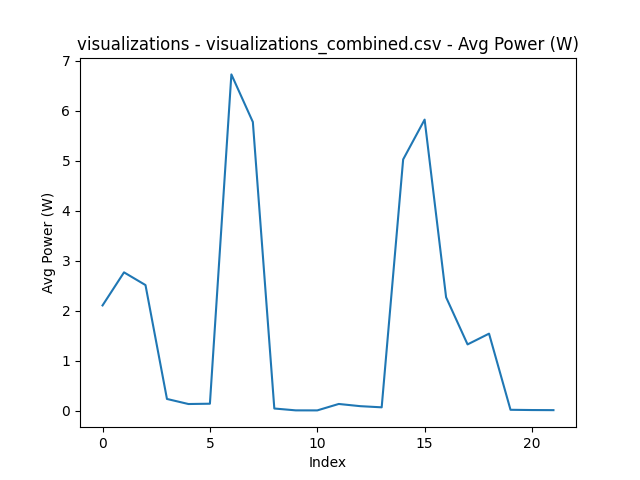 visualizations - visualizations_combined.csv - Avg Power (W)
7
6
5
4
3
2
1
0
Avg Power (W)
0 5 10 15 20
Index